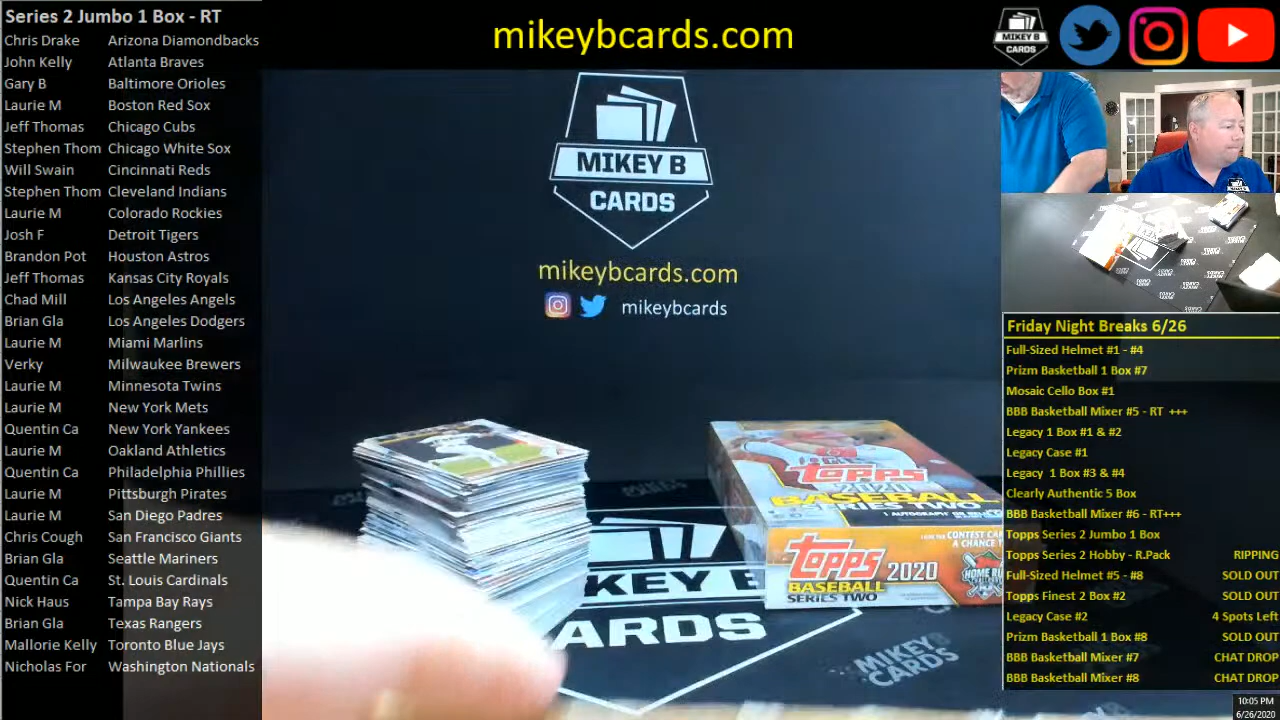 Series 2 Jumbo 1 Box - RT
Chris Drake Arizona Diamondbacks
John Kelly Atlanta Braves
Gary B Baltimore Orioles
Laurie M Boston Red Sox
Jeff Thomas Chicago Cubs
Stephen Thom Chicago White Sox
Will Swain Cincinnati Reds
Stephen Thom Cleveland Indians
Laurie M Colorado Rockies
Josh F Detroit Tigers
Brandon Pot Houston Astros
Jeff Thomas Kansas City Royals
Chad Mill Los Angeles Angels
Brian Gla Los Angeles Dodgers
Laurie M Miami Marlins
Verky Milwaukee Brewers
Laurie M Minnesota Twins
Laurie M New York Mets
Quentin Ca New York Yankees
Laurie M Oakland Athletics
Quentin Ca Philadelphia Phillies
Laurie M Pittsburgh Pirates
Laurie M San Diego Padres
Chris Cough San Francisco Giants
Brian Gla Seattle Mariners
Quentin Ca St. Louis Cardinals
Nick Haus Tampa Bay Rays
Brian Gla Texas Rangers
Mallorie Kelly Toronto Blue Jays
Nicholas For Washington Nationals
mikeybcards.com
MIKEY B
CARDS
MIKEY B
CARDS
mikeybcards.com
mikeybcards
topps
2020
BASEBALL
SERIES TWO
topps 2020
BASEBALL
SERIES TWO
KEY B
ARDS
MIKEY B
CARDS
Friday Night Breaks 6/26
Full-Sized Helmet #1 - #4
Prizm Basketball 1 Box #7
Mosaic Cello Box #1
BBB Basketball Mixer #5 - RT +++
Legacy 1 Box #1 & #2
Legacy Case #1
Legacy 1 Box #3 & #4
Clearly Authentic 5 Box
BBB Basketball Mixer #6 - RT+++
Topps Series 2 Jumbo 1 Box
Topps Series 2 Hobby - R.Pack RIPPING
Full-Sized Helmet #5 - #8 SOLD OUT
Topps Finest 2 Box #2 SOLD OUT
Legacy Case #2 4 Spots Left
Prizm Basketball 1 Box #8 SOLD OUT
BBB Basketball Mixer #7 CHAT DROP
BBB Basketball Mixer #8 CHAT DROP
10:05 PM
6/26/2020